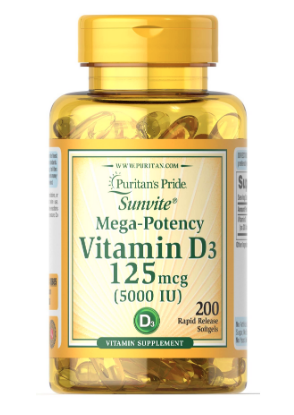 WWW.PURITAN.COM
Puritan's Pride®
Sunvite®
Mega-Potency
Vitamin D3
125 mcg
(5000 IU)
D3
200
Rapid Release
Softgels
VITAMIN SUPPLEMENT